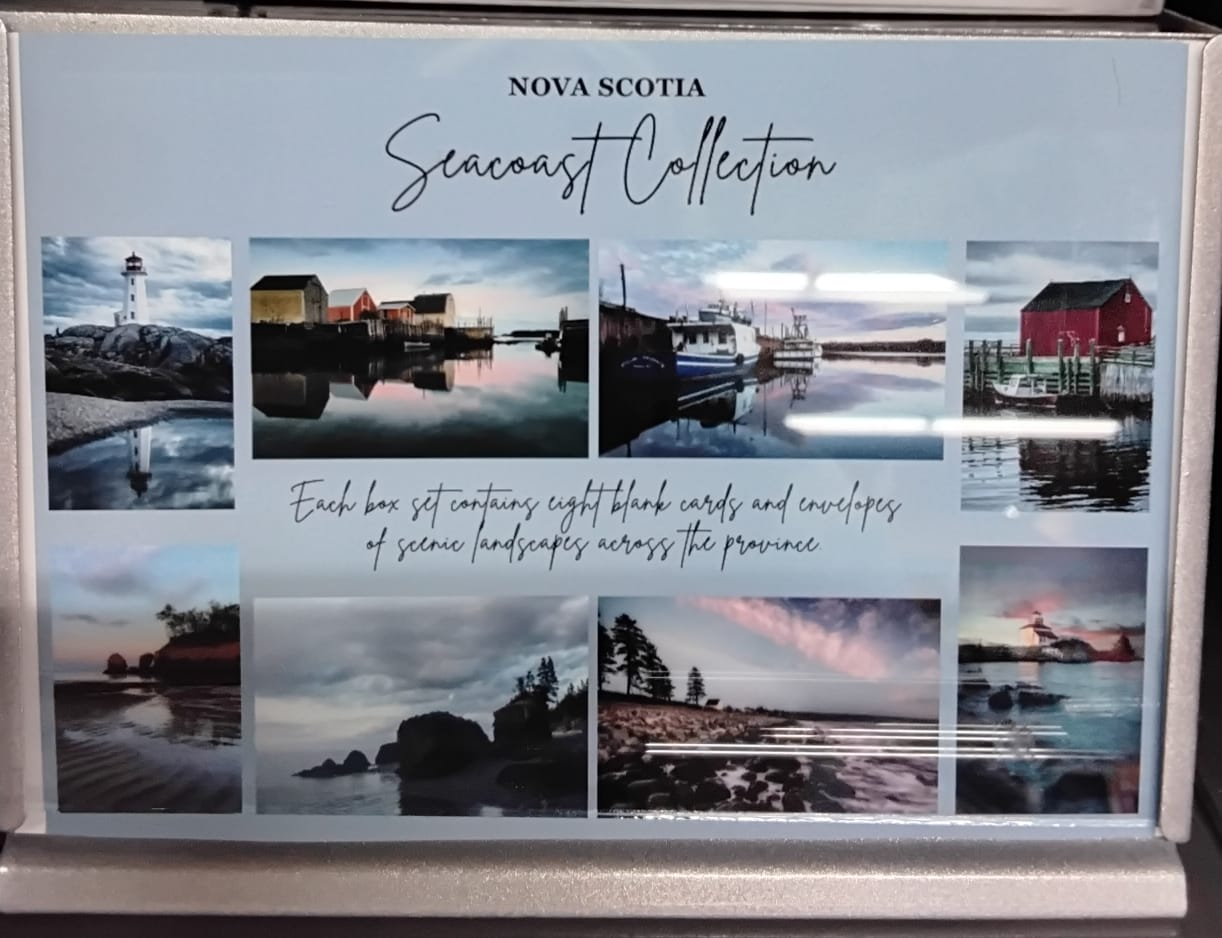 NOVA SCOTIA
Seacoast Collection
Each box set contains eight blank cards and envelopes
of scenic landscapes across the province.